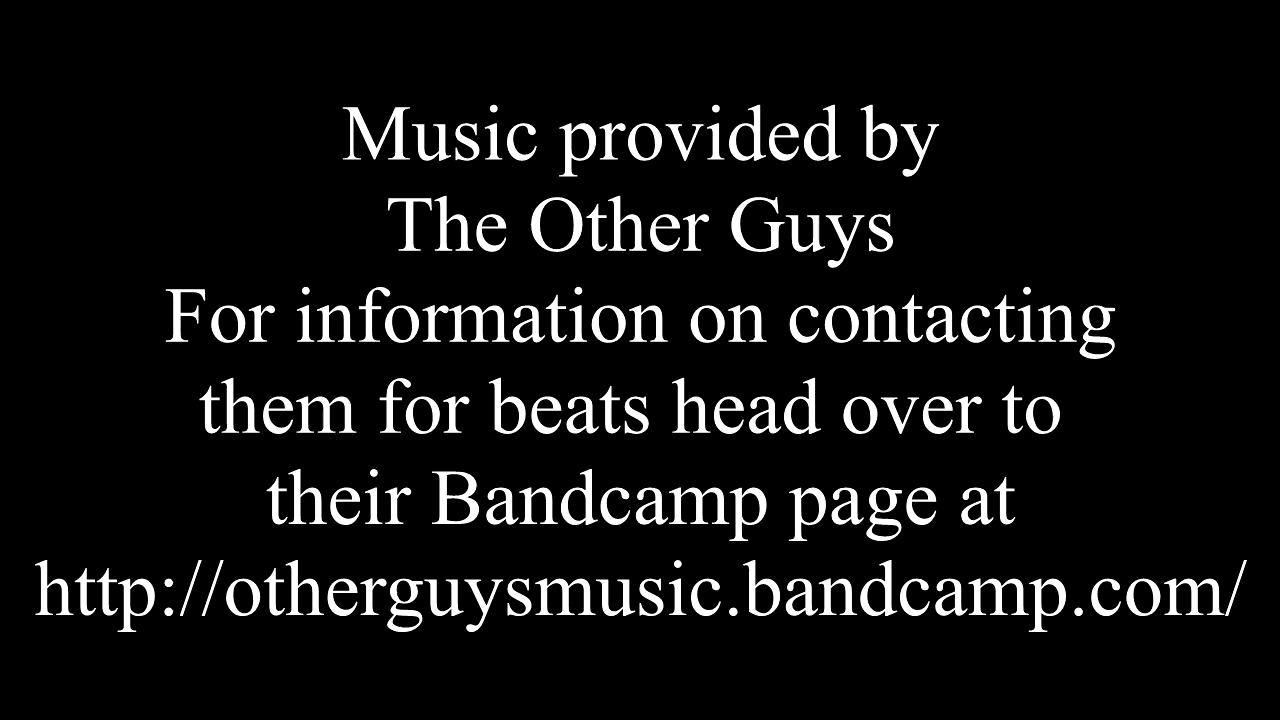 Music provided by
The Other Guys
For information on contacting
them for beats head over to
their Bandcamp page at
http://otherguysmusic.bandcamp.com/